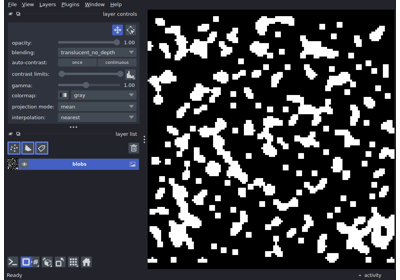 File View Layers Plugins Window Help
layer controls
opacity: 1.00
blending: translucent_no_depth
auto-contrast: once continuous
contrast limits:
gamma: 1.00
colormap: gray
projection mode: mean
interpolation: nearest
layer list
blobs
Ready activity